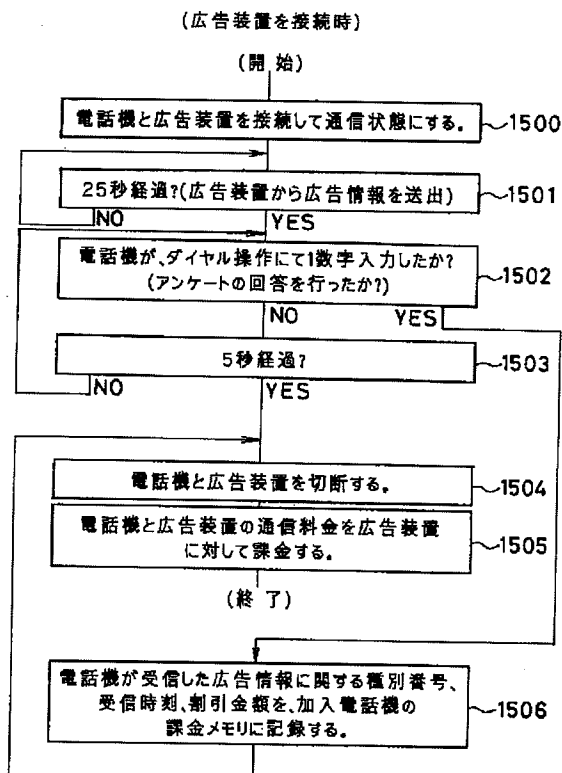 (広告装置を接続時)
(開始)
電話機と広告装置を接続して通信状態にする。
1500
25秒経過?(広告装置から広告情報を送出)
1501
NO
YES
電話機が、ダイヤル操作にて1数字入力したか?
(アンケートの回答を行ったか?)
1502
NO
YES
5秒経過?
1503
NO
YES
電話機と広告装置を切断する。
1504
電話機と広告装置の通信料金を広告装置
に対して課金する。
1505
(終了)
電話機が受信した広告情報に関する種別番号、
受信時刻、割引金額を、加入電話機の
課金メモリに記録する。
1506